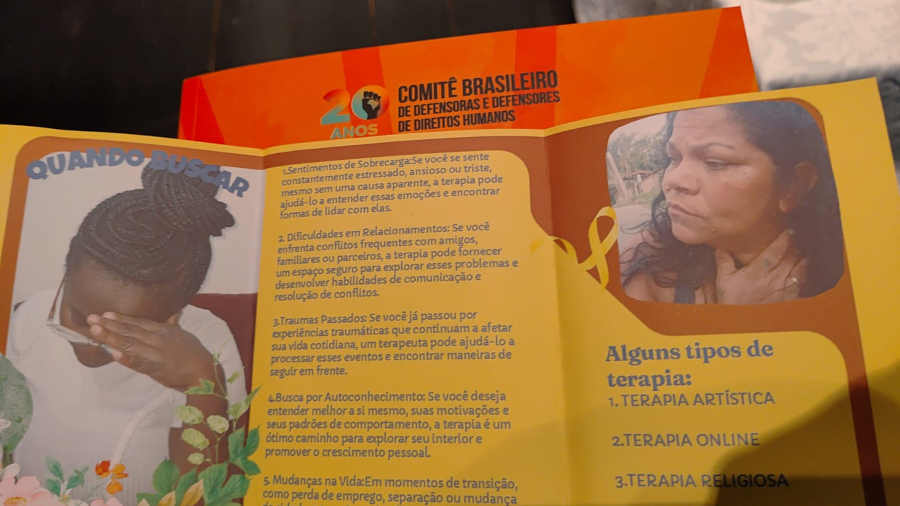 20 ANOS
COMITÊ BRASILEIRO
DE DEFENSORAS E DEFENSORES
DE DIREITOS HUMANOS
QUANDO BUSCAR
1.Sentimentos de Sobrecarga:Se você se sente
constantemente estressado, ansioso ou triste,
mesmo sem uma causa aparente, a terapia pode
ajudá-lo a entender essas emoções e encontrar
formas de lidar com elas.
2. Dificuldades em Relacionamentos: Se você
enfrenta conflitos frequentes com amigos,
familiares ou parceiros, a terapia pode fornecer
um espaço seguro para explorar esses problemas e
desenvolver habilidades de comunicação e
resolução de conflitos.
3.Traumas Passados: Se você já passou por
experiências traumáticas que continuam a afetar
sua vida cotidiana, um terapeuta pode ajudá-lo a
processar esses eventos e encontrar maneiras de
seguir em frente.
4.Busca por Autoconhecimento: Se você deseja
entender melhor a si mesmo, suas motivações e
seus padrões de comportamento, a terapia é um
ótimo caminho para explorar seu interior e
promover o crescimento pessoal.
5. Mudanças na Vida:Em momentos de transição,
como perda de emprego, separação ou mudança
Alguns tipos de
terapia:
1. TERAPIA ARTÍSTICA
2.TERAPIA ONLINE
3.TERAPIA RELIGIOSA